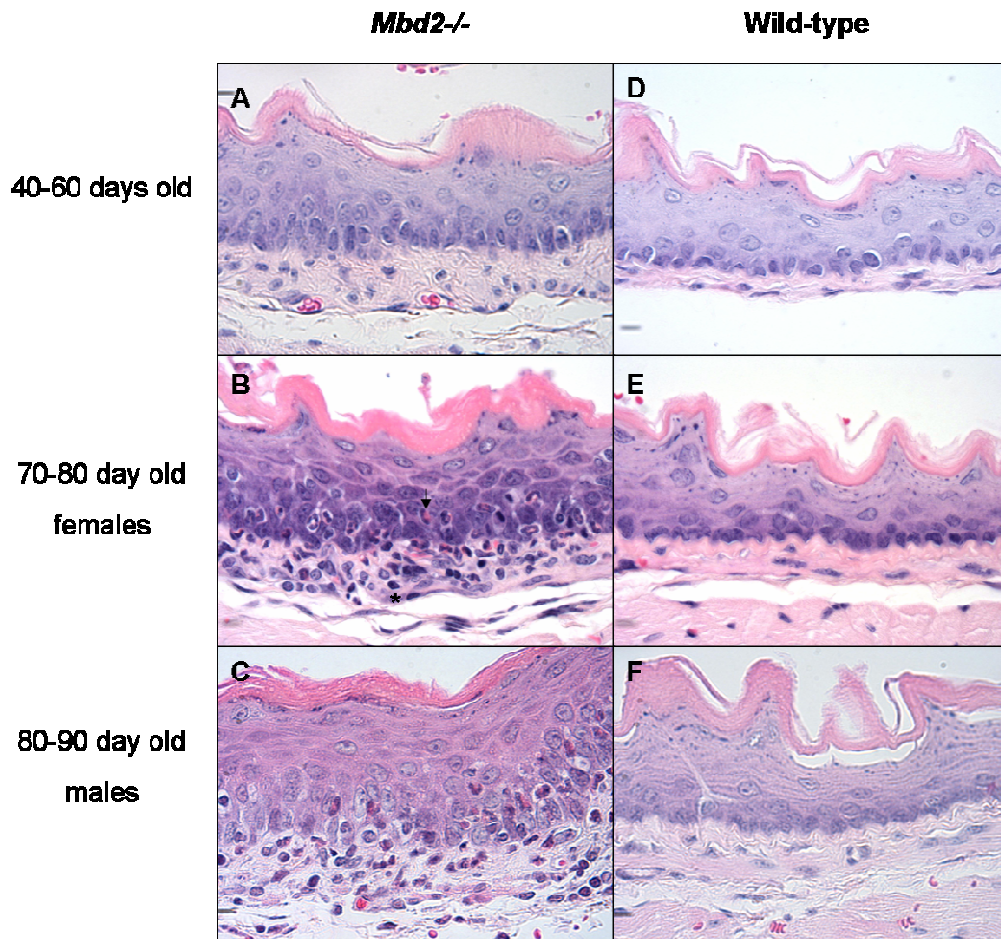 Mbd2-/- Wild-type
40-60 days old
A D
70-80 day old
females
B E
*
80-90 day old
males
C F